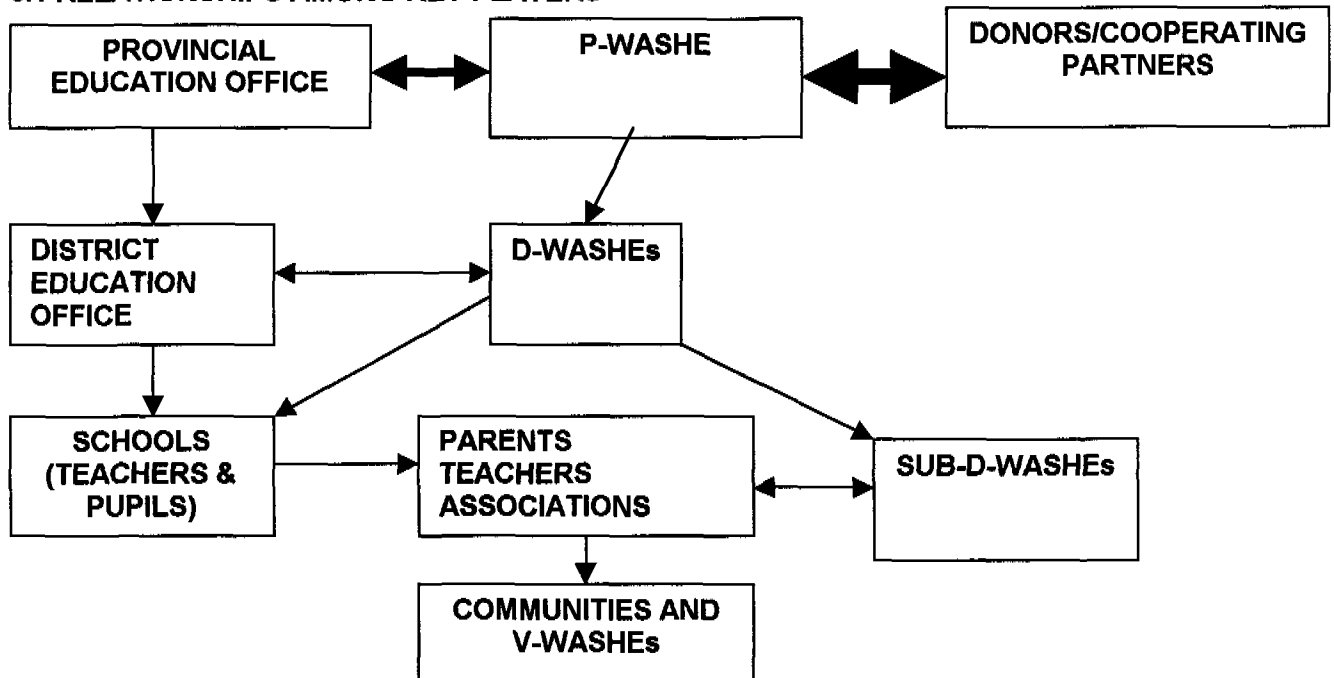 PROVINCIAL
EDUCATION OFFICE
P-WASHE
DONORS/COOPERATING
PARTNERS
DISTRICT
EDUCATION
OFFICE
D-WASHEs
SCHOOLS
(TEACHERS &
PUPILS)
PARENTS
TEACHERS
ASSOCIATIONS
SUB-D-WASHEs
COMMUNITIES AND
V-WASHEs